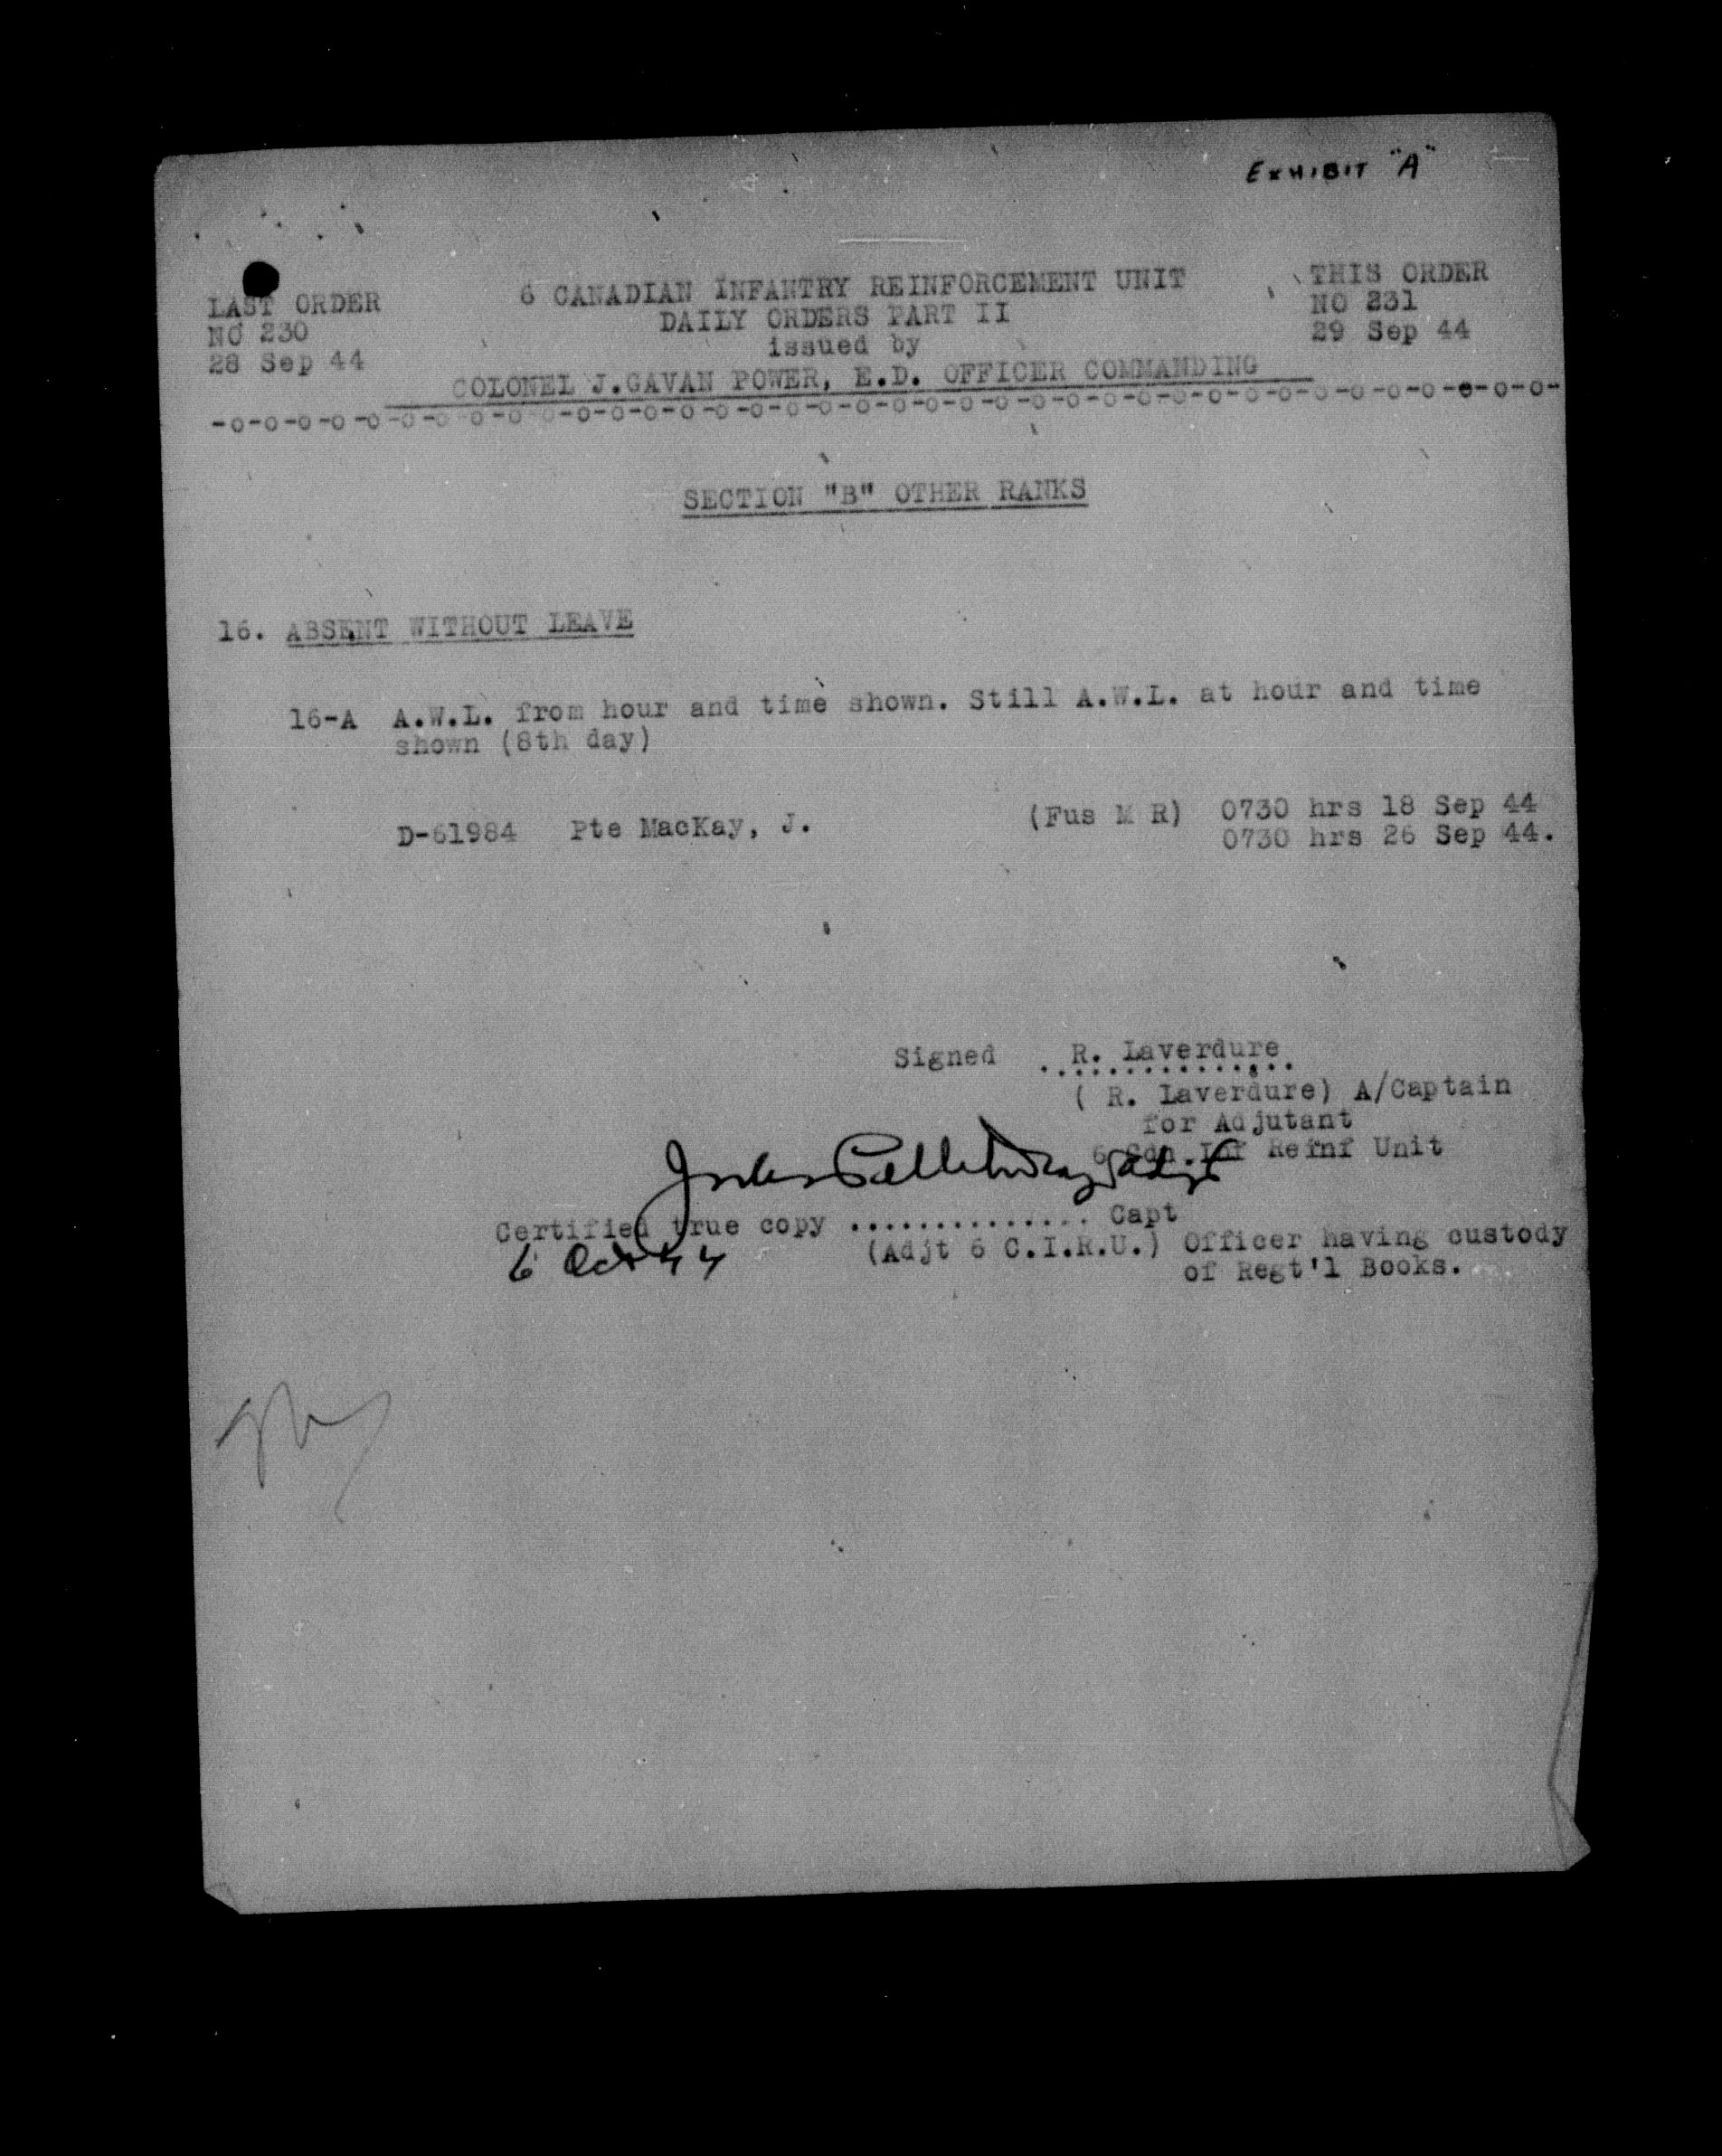 EXHIBIT "A"
LAST ORDER
NO 230
28 Sep 44
6 CANADIAN INFANTRY REINFORCEMENT UNIT
DAILY ORDERS PART II
issued by
COLONEL J.GAVAN POWER, E.D. OFFICER COMMANDING
THIS ORDER
NO 231
29 Sep 44
-o-o-o-o-o-o-o-o-o-o-o-o-o-o-o-o-o-o-o-o-o-o-o-o-o-o-o-o-o-o-o-o-o-o-o-o-o-o-
SECTION "B" OTHER RANKS
16. ABSENT WITHOUT LEAVE
16-A A.W.L. from hour and time shown. Still A.W.L. at hour and time
shown (8th day)
D-61984 Pte MacKay, J. (Fus M R) 0730 hrs 18 Sep 44
0730 hrs 26 Sep 44.
Signed R. Laverdure
( R. Laverdure) A/Captain
for Adjutant
6 Cdn.Inf Reinf Unit
Certified true copy .............. Capt
(Adjt 6 C.I.R.U.) Officer having custody
of Regt'l Books.
6 Oct 44